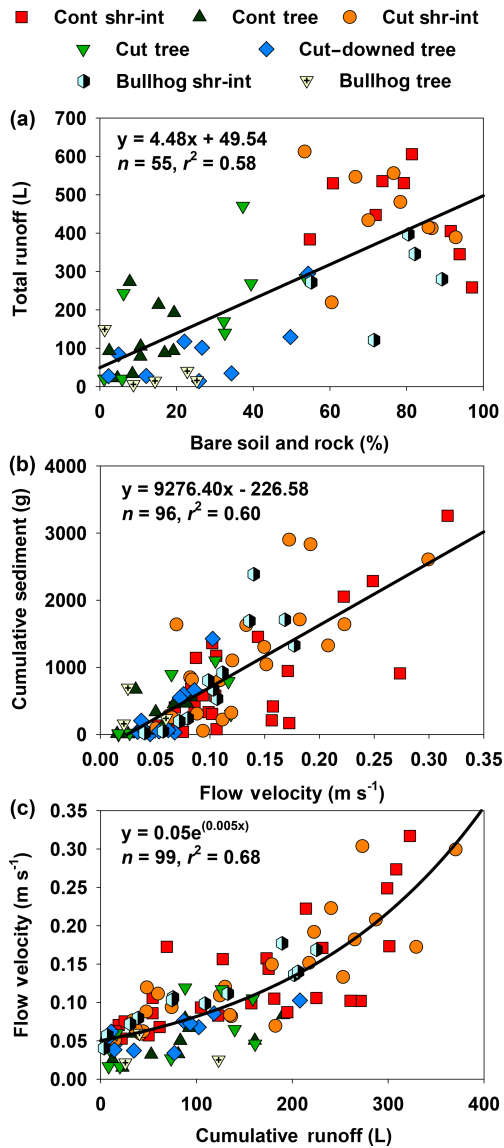 Cont shr-int Cont tree Cut shr-int
Cut tree Cut–downed tree
Bullhog shr-int Bullhog tree
(a)
y = 4.48x + 49.54
n = 55, r² = 0.58
Total runoff (L)
700
600
500
400
300
200
100
0
0 20 40 60 80 100
Bare soil and rock (%)
(b)
y = 9276.40x - 226.58
n = 96, r² = 0.60
Cumulative sediment (g)
4000
3000
2000
1000
0
0.00 0.05 0.10 0.15 0.20 0.25 0.30 0.35
Flow velocity (m s⁻¹)
(c)
y = 0.05e⁽⁰·⁰⁰⁵ˣ⁾
n = 99, r² = 0.68
Flow velocity (m s⁻¹)
0.35
0.30
0.25
0.20
0.15
0.10
0.05
0.00
0 100 200 300 400
Cumulative runoff (L)